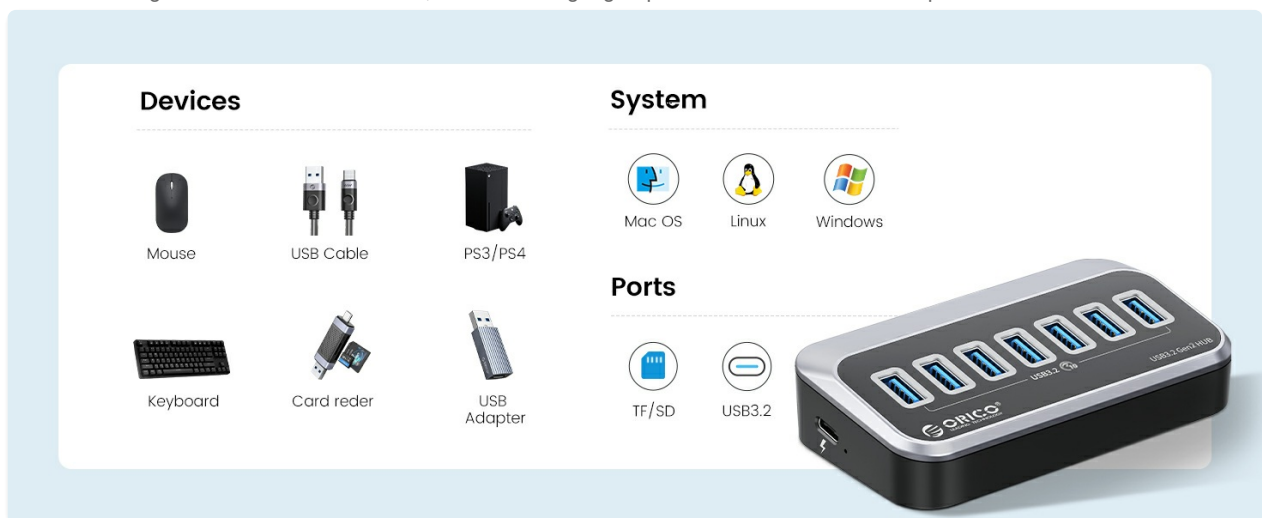 Devices
System
Mouse
USB Cable
PS3/PS4
Mac OS
Linux
Windows
Ports
Keyboard
Card reder
USB
Adapter
TF/SD
USB3.2
USB3.2
USB3.2 Gen2 HUB
ORICO®